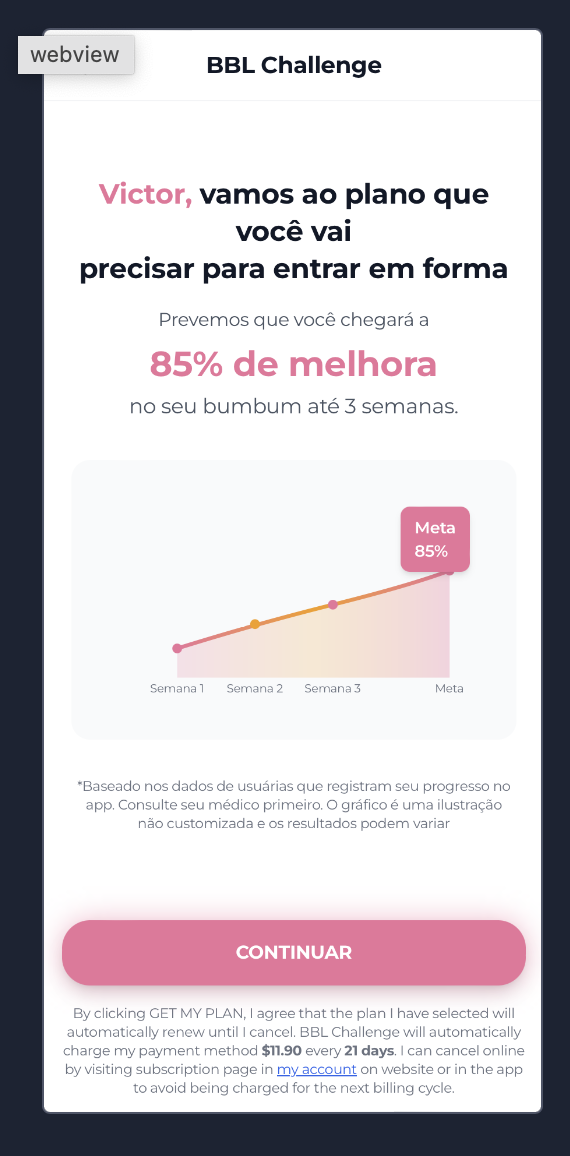 webview
BBL Challenge
Victor, vamos ao plano que
você vai
precisar para entrar em forma
Prevemos que você chegará a
85% de melhora
no seu bumbum até 3 semanas.
Meta
85%
Semana 1
Semana 2
Semana 3
Meta
*Baseado nos dados de usuárias que registram seu progresso no
app. Consulte seu médico primeiro. O gráfico é uma ilustração
não customizada e os resultados podem variar
CONTINUAR
By clicking GET MY PLAN, I agree that the plan I have selected will
automatically renew until I cancel. BBL Challenge will automatically
charge my payment method $11.90 every 21 days. I can cancel online
by visiting subscription page in my account on website or in the app
to avoid being charged for the next billing cycle.